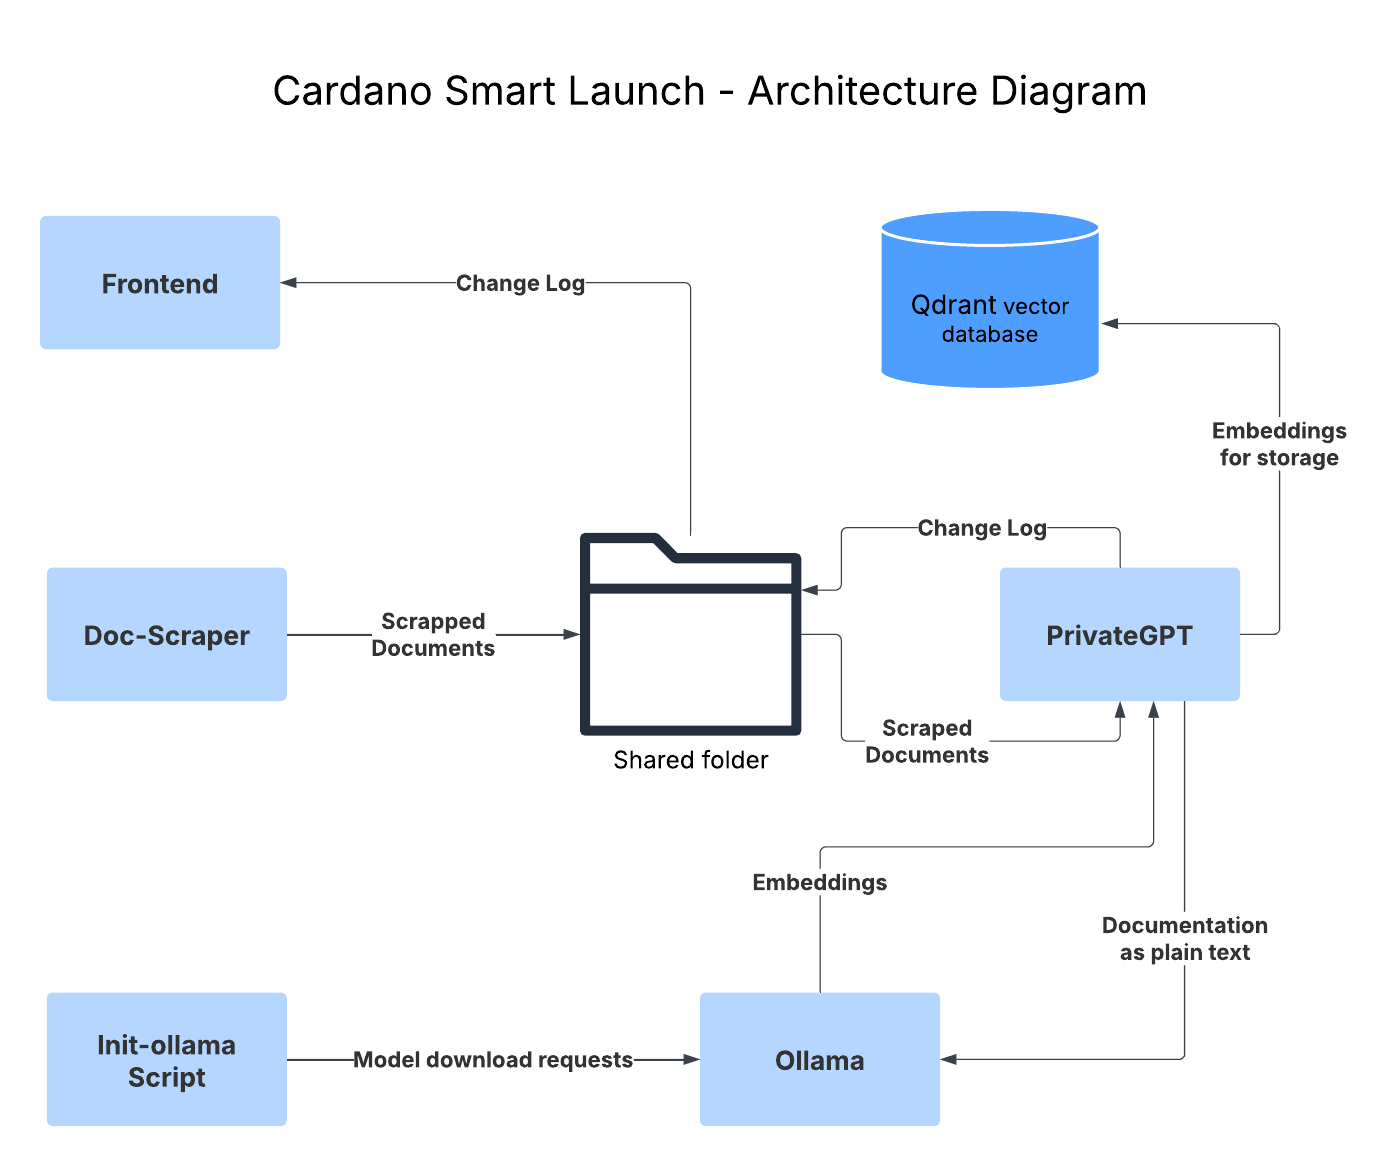 Cardano Smart Launch - Architecture Diagram
Frontend
Change Log
Qdrant vector
database
Embeddings
for storage
Change Log
Doc-Scraper
Scrapped
Documents
PrivateGPT
Scraped
Documents
Shared folder
Embeddings
Documentation
as plain text
Init-ollama
Script
Model download requests
Ollama